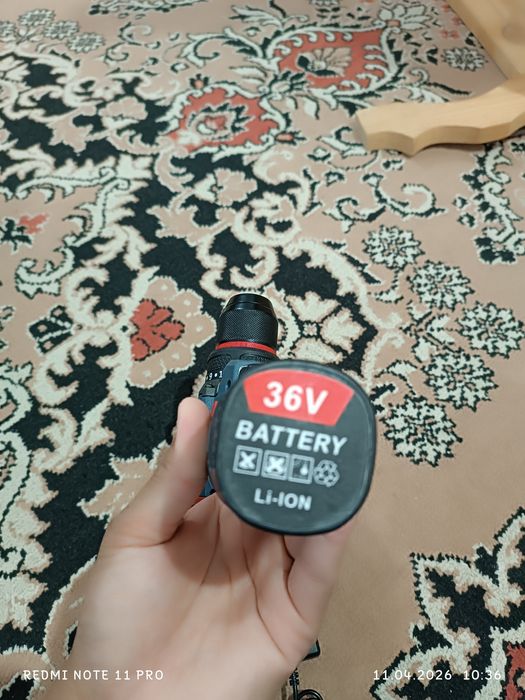 36V
BATTERY
Li-ION
REDMI NOTE 11 PRO
11.04.2026 10:36